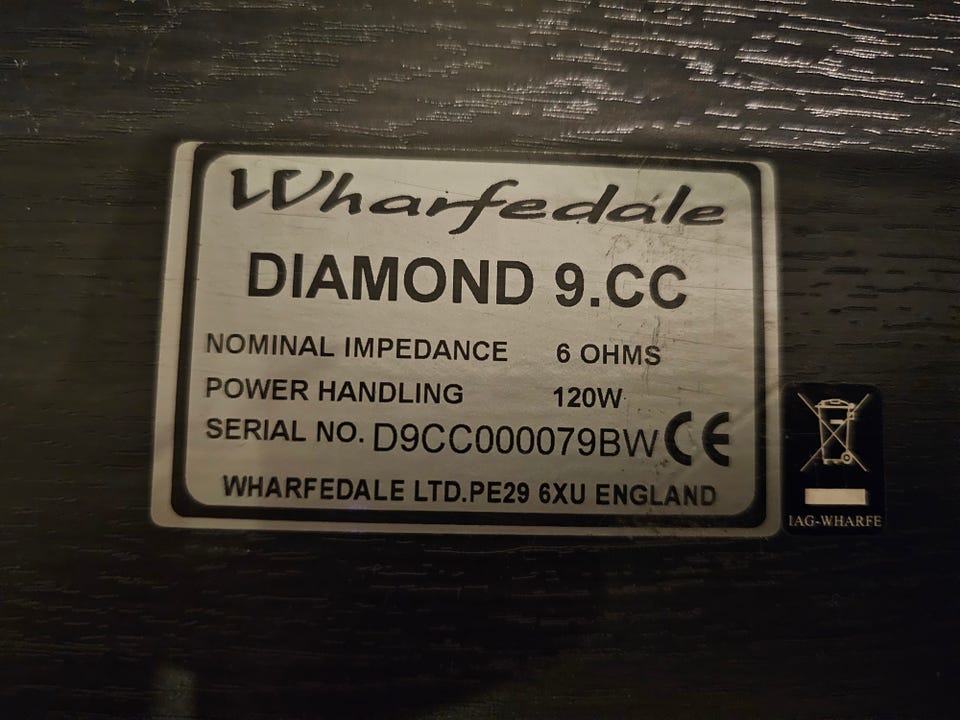 Wharfedale
DIAMOND 9.CC
NOMINAL IMPEDANCE 6 OHMS
POWER HANDLING 120W
SERIAL NO. D9CC000079BW CE
WHARFEDALE LTD.PE29 6XU ENGLAND
IAG-WHARFE